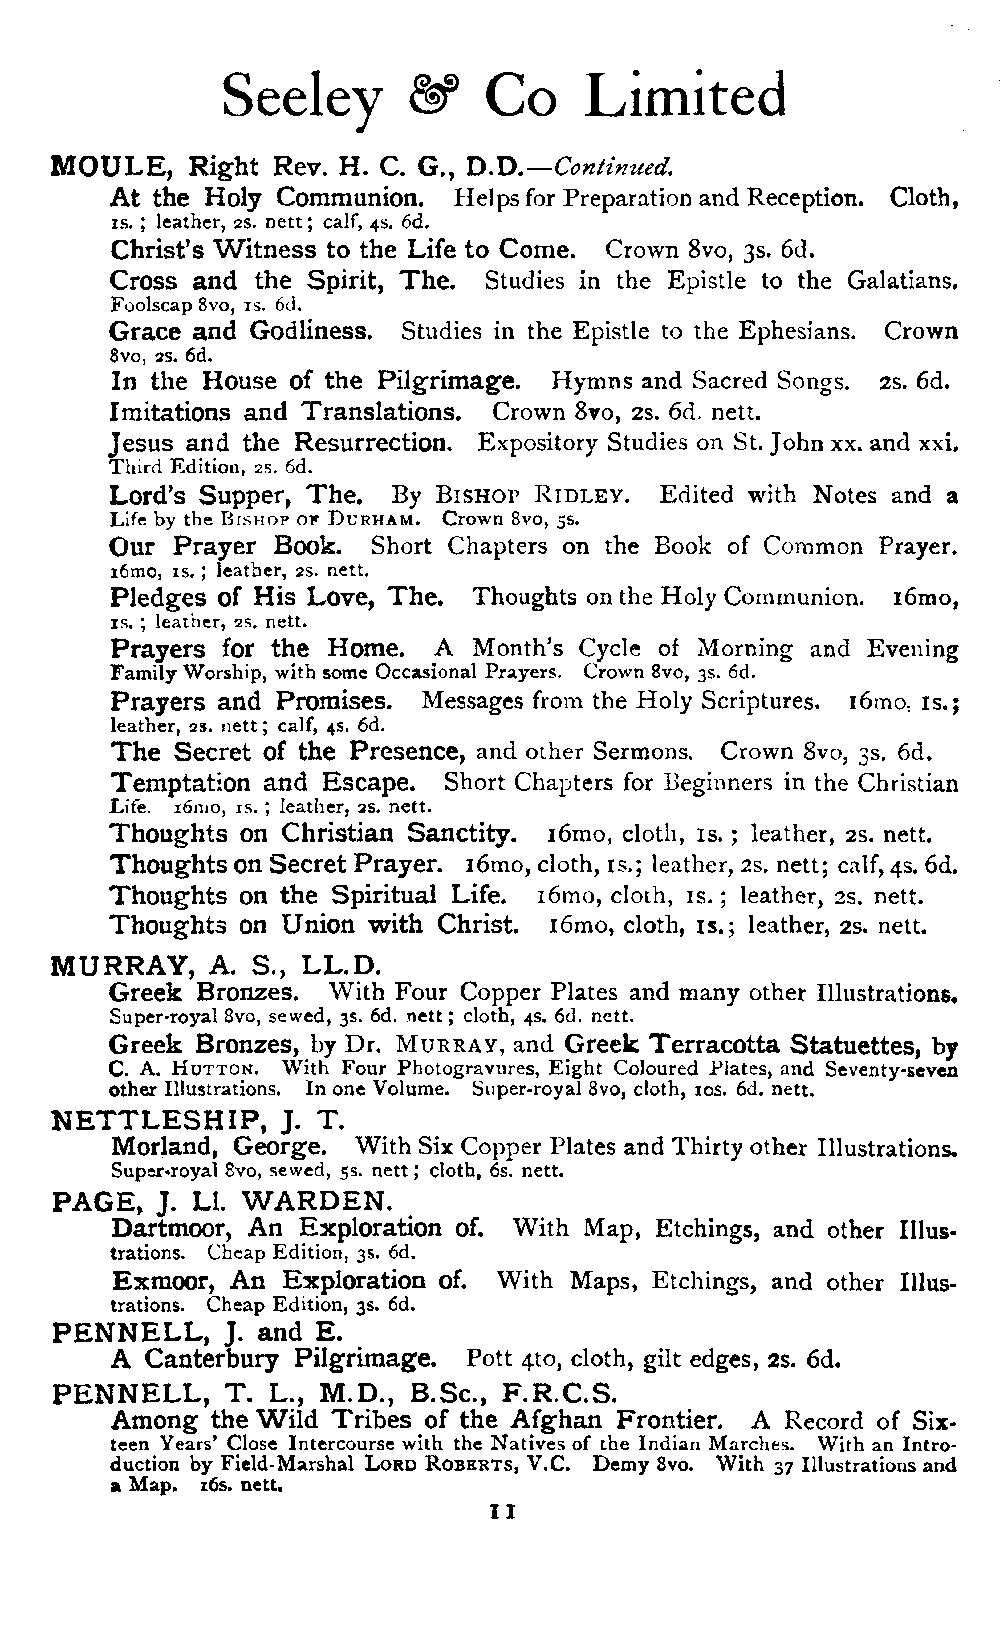 Seeley & Co Limited
MOULE, Right Rev. H. C. G., D.D.—Continued.
At the Holy Communion. Helps for Preparation and Reception. Cloth,
1s. ; leather, 2s. nett ; calf, 4s. 6d.
Christ's Witness to the Life to Come. Crown 8vo, 3s. 6d.
Cross and the Spirit, The. Studies in the Epistle to the Galatians.
Foolscap 8vo, 1s. 6d.
Grace and Godliness. Studies in the Epistle to the Ephesians. Crown
8vo, 2s. 6d.
In the House of the Pilgrimage. Hymns and Sacred Songs. 2s. 6d.
Imitations and Translations. Crown 8vo, 2s. 6d. nett.
Jesus and the Resurrection. Expository Studies on St. John xx. and xxi.
Third Edition, 2s. 6d.
Lord's Supper, The. By BISHOP RIDLEY. Edited with Notes and a
Life by the BISHOP OF DURHAM. Crown 8vo, 5s.
Our Prayer Book. Short Chapters on the Book of Common Prayer.
16mo, 1s. ; leather, 2s. nett.
Pledges of His Love, The. Thoughts on the Holy Communion. 16mo,
1s. ; leather, 2s. nett.
Prayers for the Home. A Month's Cycle of Morning and Evening
Family Worship, with some Occasional Prayers. Crown 8vo, 3s. 6d.
Prayers and Promises. Messages from the Holy Scriptures. 16mo, 1s.;
leather, 2s. nett ; calf, 4s. 6d.
The Secret of the Presence, and other Sermons. Crown 8vo, 3s. 6d.
Temptation and Escape. Short Chapters for Beginners in the Christian
Life. 16mo, 1s. ; leather, 2s. nett.
Thoughts on Christian Sanctity. 16mo, cloth, 1s. ; leather, 2s. nett.
Thoughts on Secret Prayer. 16mo, cloth, 1s.; leather, 2s. nett; calf, 4s. 6d.
Thoughts on the Spiritual Life. 16mo, cloth, 1s. ; leather, 2s. nett.
Thoughts on Union with Christ. 16mo, cloth, 1s.; leather, 2s. nett.
MURRAY, A. S., LL.D.
Greek Bronzes. With Four Copper Plates and many other Illustrations.
Super-royal 8vo, sewed, 3s. 6d. nett ; cloth, 4s. 6d. nett.
Greek Bronzes, by Dr. MURRAY, and Greek Terracotta Statuettes, by
C. A. HUTTON. With Four Photogravures, Eight Coloured Plates, and Seventy-seven
other Illustrations. In one Volume. Super-royal 8vo, cloth, 10s. 6d. nett.
NETTLESHIP, J. T.
Morland, George. With Six Copper Plates and Thirty other Illustrations.
Super-royal 8vo, sewed, 5s. nett ; cloth, 6s. nett.
PAGE, J. Ll. WARDEN.
Dartmoor, An Exploration of. With Map, Etchings, and other Illus-
trations. Cheap Edition, 3s. 6d.
Exmoor, An Exploration of. With Maps, Etchings, and other Illus-
trations. Cheap Edition, 3s. 6d.
PENNELL, J. and E.
A Canterbury Pilgrimage. Pott 4to, cloth, gilt edges, 2s. 6d.
PENNELL, T. L., M.D., B.Sc., F.R.C.S.
Among the Wild Tribes of the Afghan Frontier. A Record of Six-
teen Years' Close Intercourse with the Natives of the Indian Marches. With an Intro-
duction by Field-Marshal LORD ROBERTS, V.C. Demy 8vo. With 37 Illustrations and
a Map. 16s. nett.
11